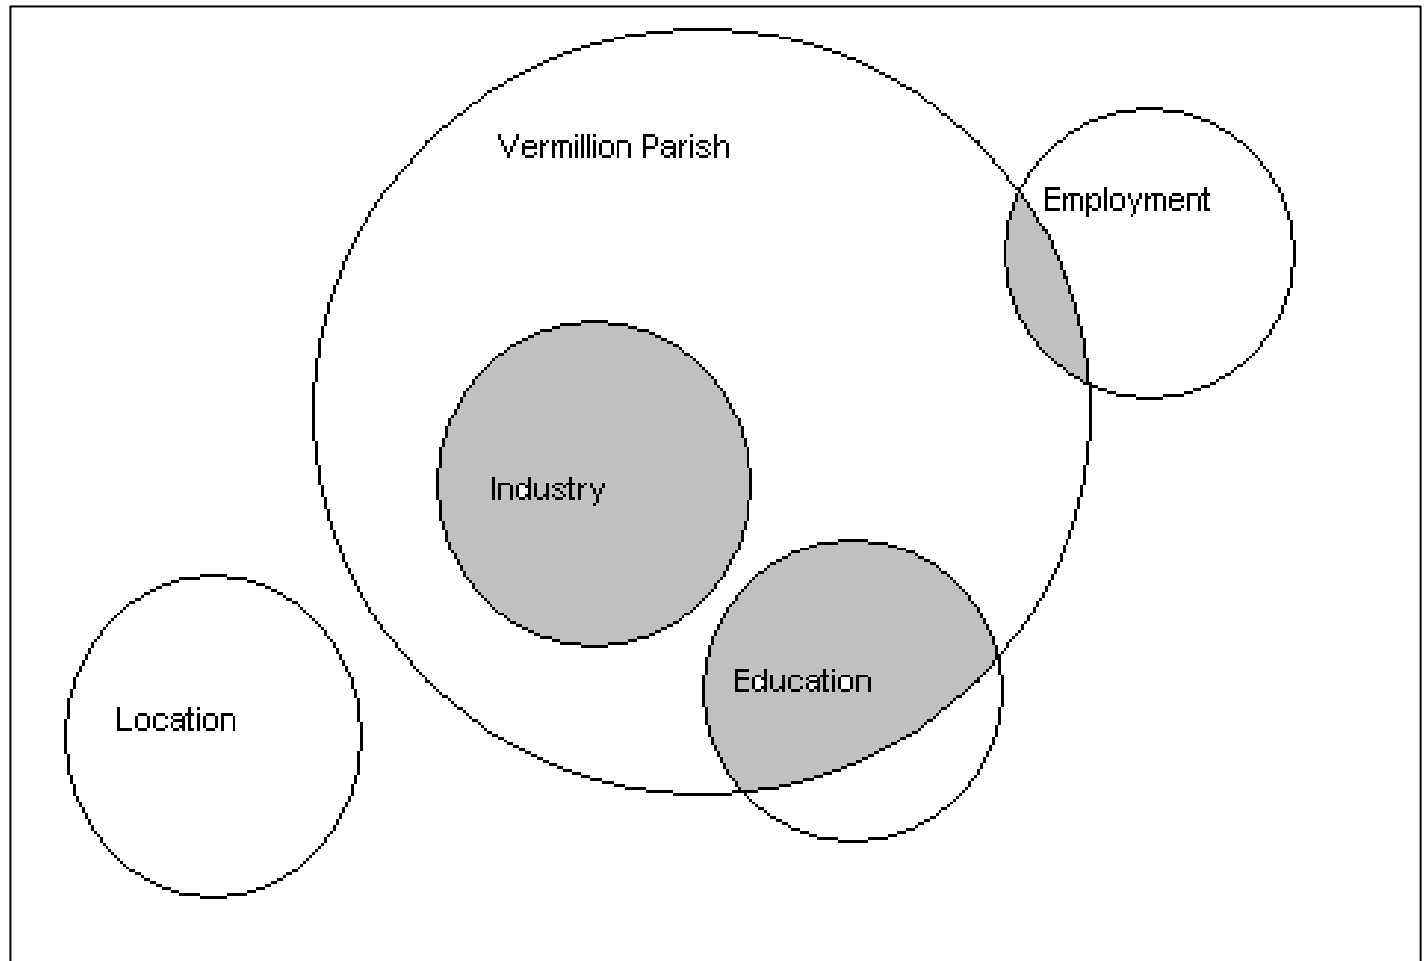 Vermillion Parish
Employment
Industry
Education
Location